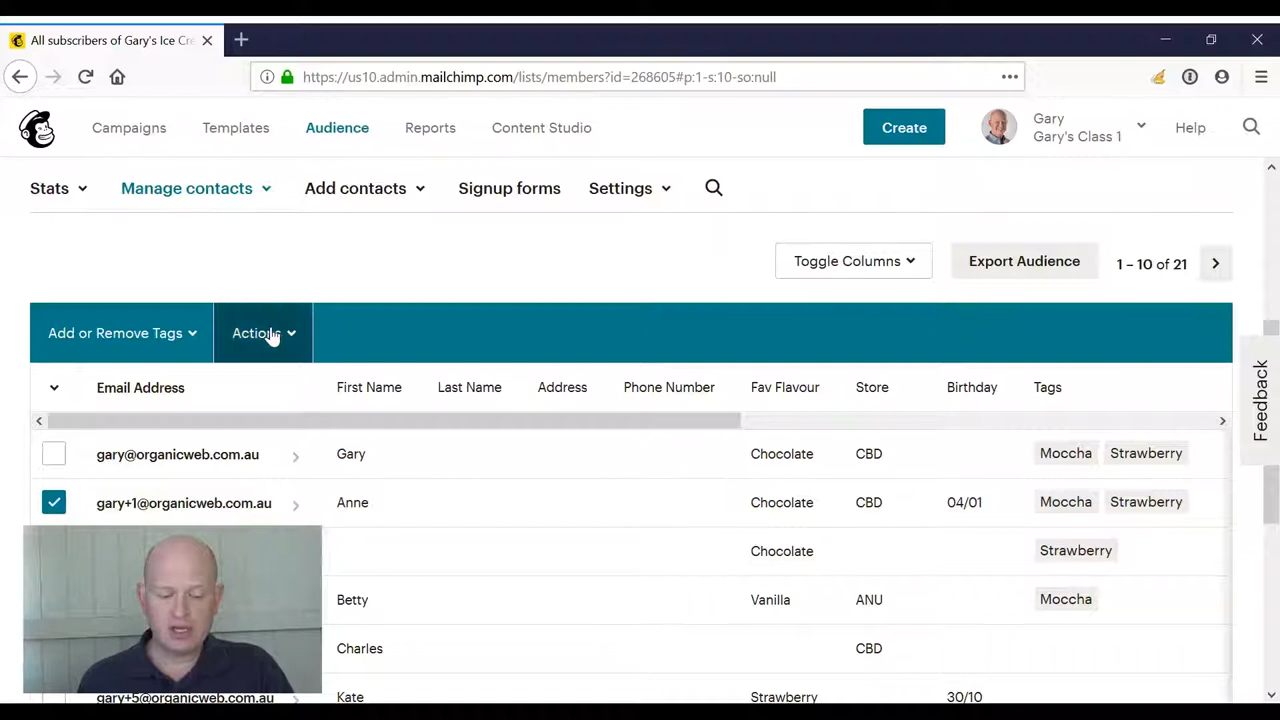 All subscribers of Gary's Ice Cre
https://us10.admin.mailchimp.com/lists/members?id=268605#p:1-s:10-so:null
Campaigns Templates Audience Reports Content Studio Create Gary Help
Gary's Class 1
Stats Manage contacts Add contacts Signup forms Settings
Toggle Columns Export Audience 1 – 10 of 21
Add or Remove Tags Actions
Email Address First Name Last Name Address Phone Number Fav Flavour Store Birthday Tags
Feedback
gary@organicweb.com.au Gary Chocolate CBD Moccha Strawberry
gary+1@organicweb.com.au Anne Chocolate CBD 04/01 Moccha Strawberry
Chocolate Strawberry
Betty Vanilla ANU Moccha
Charles CBD
gary+5@organicweb.com.au Kate Strawberry 30/10